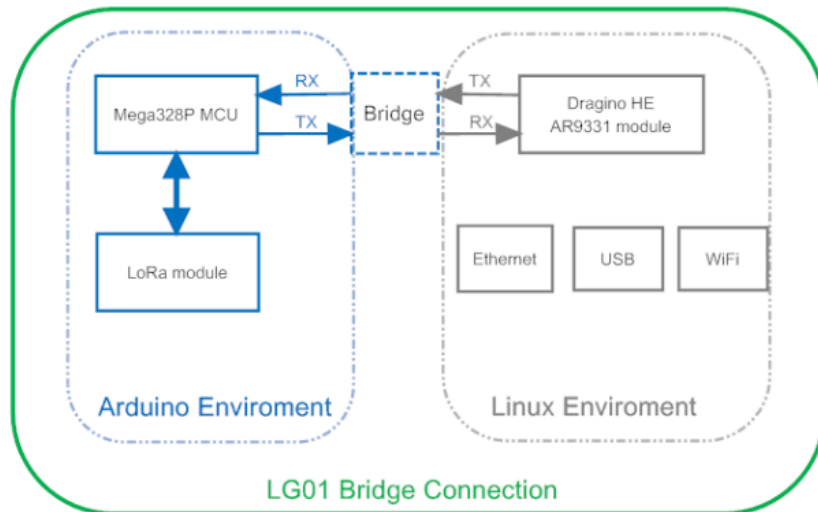 RX
TX
Mega328P MCU
Bridge
Dragino HE
AR9331 module
TX
RX
LoRa module
Ethernet
USB
WiFi
Arduino Enviroment
Linux Enviroment
LG01 Bridge Connection